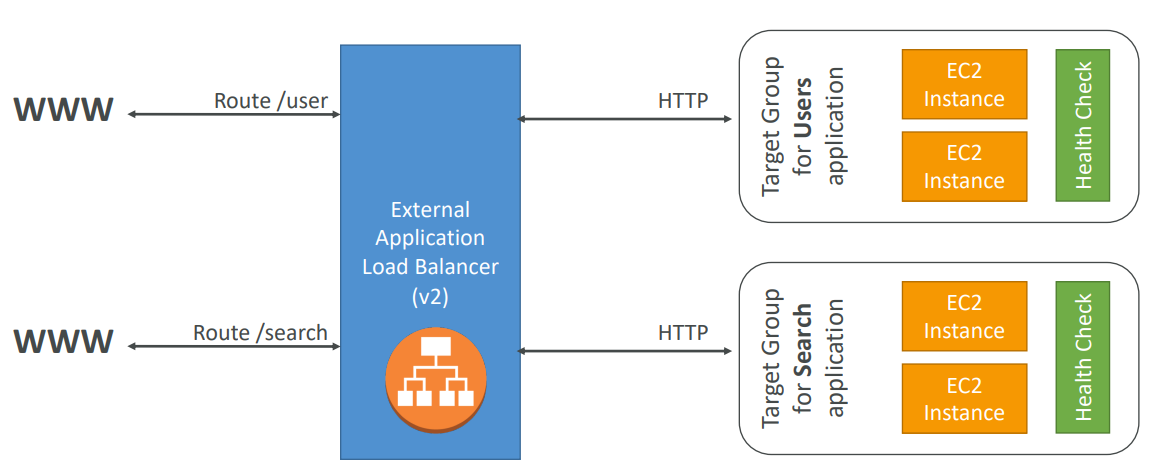 WWW
Route /user
HTTP
Target Group
for Users
application
EC2
Instance
EC2
Instance
Health Check
External
Application
Load Balancer
(v2)
WWW
Route /search
HTTP
Target Group
for Search
application
EC2
Instance
EC2
Instance
Health Check